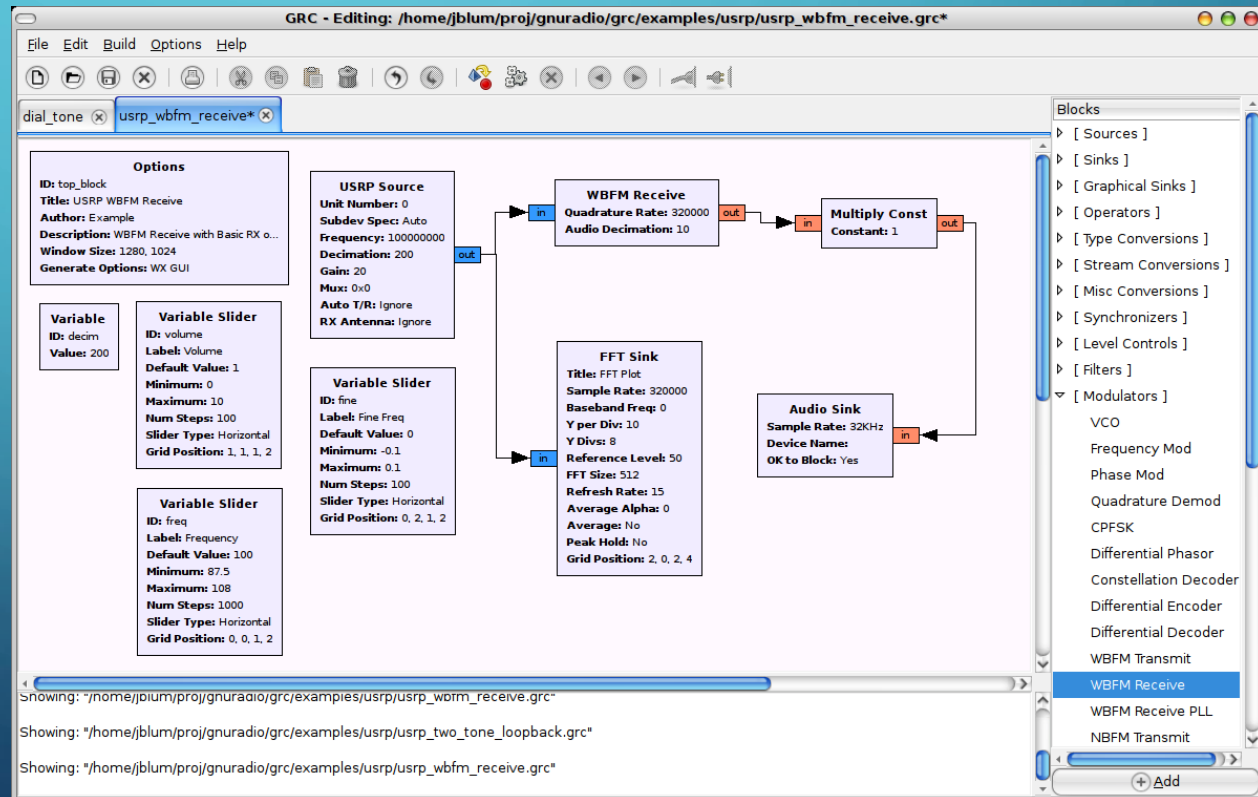 GRC - Editing: /home/jblum/proj/gnuradio/grc/examples/usrp/usrp_wbfm_receive.grc*
File Edit Build Options Help
dial_tone
usrp_wbfm_receive*
Options
ID: top_block
Title: USRP WBFM Receive
Author: Example
Description: WBFM Receive with Basic RX o...
Window Size: 1280, 1024
Generate Options: WX GUI
Variable
ID: decim
Value: 200
Variable Slider
ID: volume
Label: Volume
Default Value: 1
Minimum: 0
Maximum: 10
Num Steps: 100
Slider Type: Horizontal
Grid Position: 1, 1, 1, 2
Variable Slider
ID: freq
Label: Frequency
Default Value: 100
Minimum: 87.5
Maximum: 108
Num Steps: 1000
Slider Type: Horizontal
Grid Position: 0, 0, 1, 2
USRP Source
Unit Number: 0
Subdev Spec: Auto
Frequency: 100000000
Decimation: 200
Gain: 20
Mux: 0x0
Auto T/R: Ignore
RX Antenna: Ignore
out
Variable Slider
ID: fine
Label: Fine Freq
Default Value: 0
Minimum: -0.1
Maximum: 0.1
Num Steps: 100
Slider Type: Horizontal
Grid Position: 0, 2, 1, 2
in
WBFM Receive
Quadrature Rate: 320000
Audio Decimation: 10
out
in
FFT Sink
Title: FFT Plot
Sample Rate: 320000
Baseband Freq: 0
Y per Div: 10
Y Divs: 8
Reference Level: 50
FFT Size: 512
Refresh Rate: 15
Average Alpha: 0
Average: No
Peak Hold: No
Grid Position: 2, 0, 2, 4
in
Multiply Const
Constant: 1
out
Audio Sink
Sample Rate: 32KHz
Device Name:
OK to Block: Yes
in
Blocks
[ Sources ]
[ Sinks ]
[ Graphical Sinks ]
[ Operators ]
[ Type Conversions ]
[ Stream Conversions ]
[ Misc Conversions ]
[ Synchronizers ]
[ Level Controls ]
[ Filters ]
[ Modulators ]
VCO
Frequency Mod
Phase Mod
Quadrature Demod
CPFSK
Differential Phasor
Constellation Decoder
Differential Encoder
Differential Decoder
WBFM Transmit
WBFM Receive
WBFM Receive PLL
NBFM Transmit
Add
Showing: "/home/jblum/proj/gnuradio/grc/examples/usrp/usrp_wbfm_receive.grc"
Showing: "/home/jblum/proj/gnuradio/grc/examples/usrp/usrp_two_tone_loopback.grc"
Showing: "/home/jblum/proj/gnuradio/grc/examples/usrp/usrp_wbfm_receive.grc"